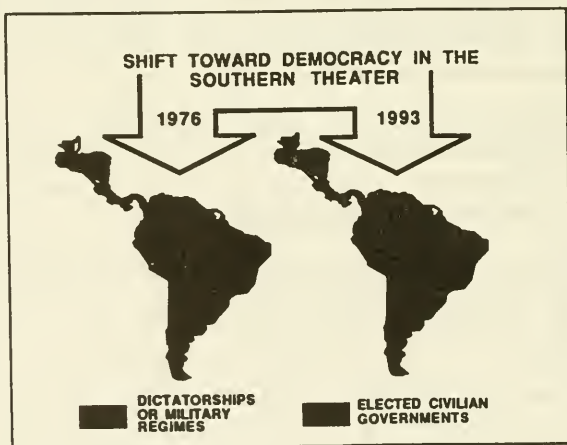 SHIFT TOWARD DEMOCRACY IN THE
SOUTHERN THEATER
1976
1993
DICTATORSHIPS
OR MILITARY
REGIMES
ELECTED CIVILIAN
GOVERNMENTS